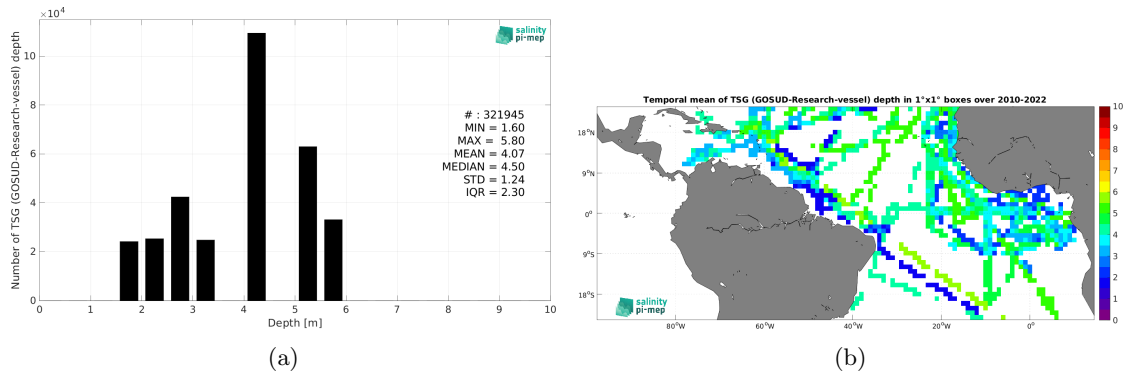 ×10⁴
Number of TSG (GOSUD-Research-vessel) depth
10
8
6
4
2
0
0 1 2 3 4 5 6 7 8 9 10
Depth [m]
salinity
pi-mep
# : 321945
MIN = 1.60
MAX = 5.80
MEAN = 4.07
MEDIAN = 4.50
STD = 1.24
IQR = 2.30
(a)
Temporal mean of TSG (GOSUD-Research-vessel) depth in 1°x1° boxes over 2010-2022
18°N
9°N
0°
9°S
18°S
80°W 60°W 40°W 20°W 0°
salinity
pi-mep
10
9
8
7
6
5
4
3
2
1
0
(b)